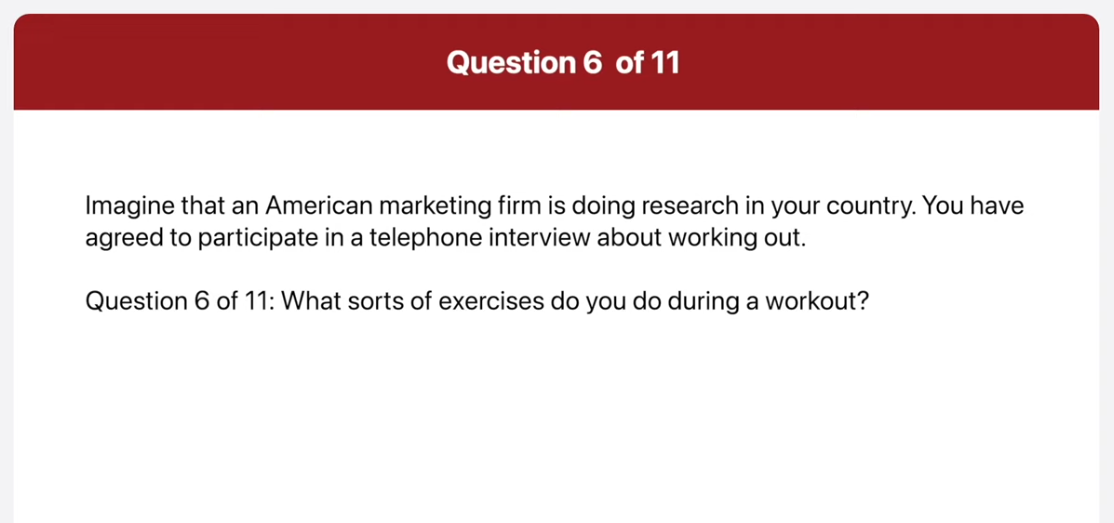 Question 6 of 11
Imagine that an American marketing firm is doing research in your country. You have
agreed to participate in a telephone interview about working out.
Question 6 of 11: What sorts of exercises do you do during a workout?